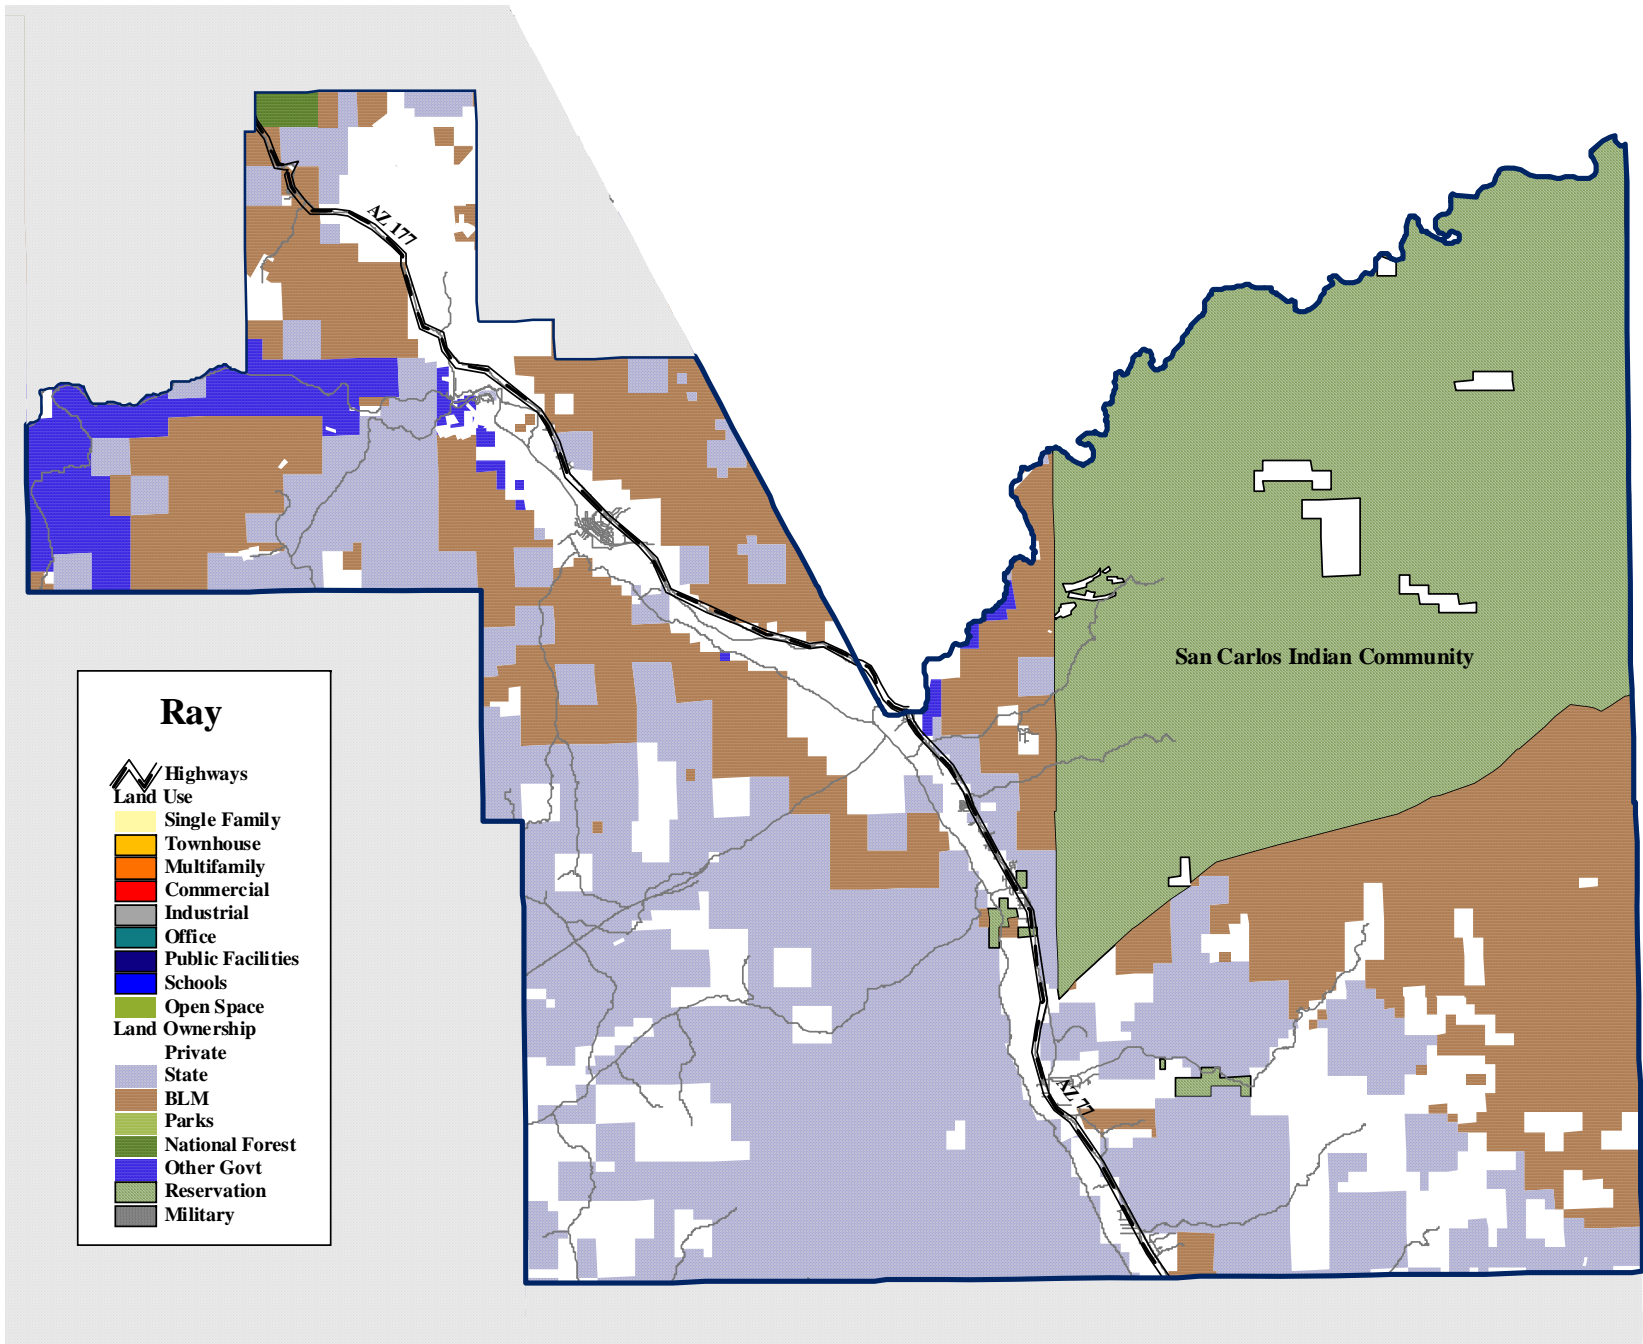 AZ 177
San Carlos Indian Community
AZ 77
Ray
Highways
Land Use
Single Family
Townhouse
Multifamily
Commercial
Industrial
Office
Public Facilities
Schools
Open Space
Land Ownership
Private
State
BLM
Parks
National Forest
Other Govt
Reservation
Military